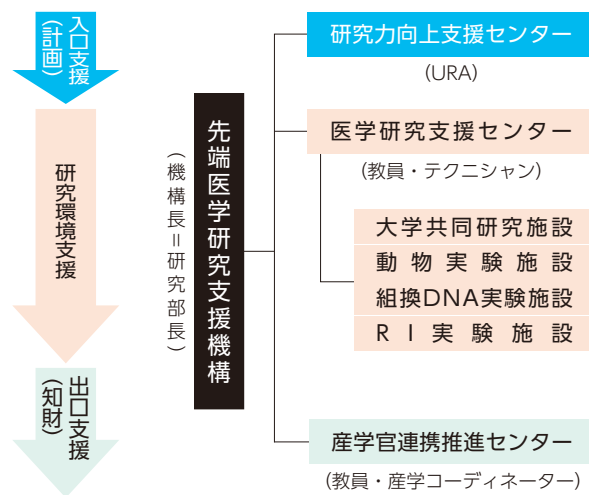 入口支援
(計画)
研究環境支援
出口支援
(知財)
先端医学研究支援機構
(機構長=研究部長)
研究力向上支援センター
(URA)
医学研究支援センター
(教員・テクニシャン)
大学共同研究施設
動物実験施設
組換DNA実験施設
RI実験施設
産学官連携推進センター
(教員・産学コーディネーター)